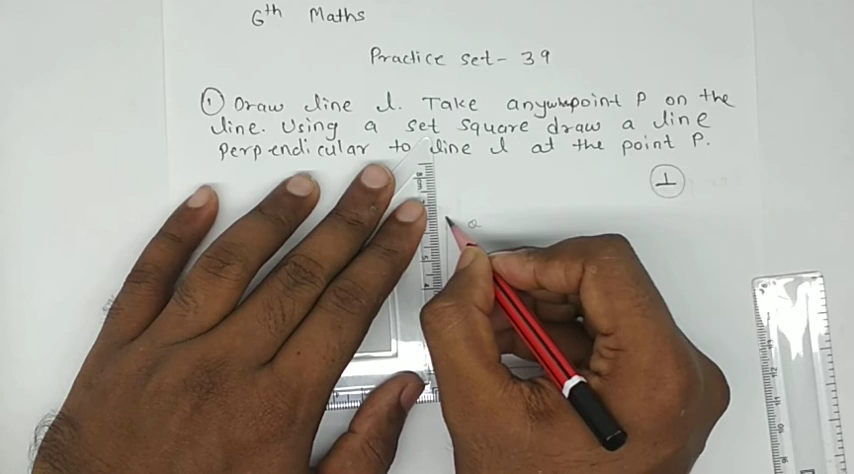 6th Maths
Practice set- 39
① Draw line l. Take anywpoint P on the
line. Using a set square draw a line
perpendicular to line l at the point P.
⊥
Q